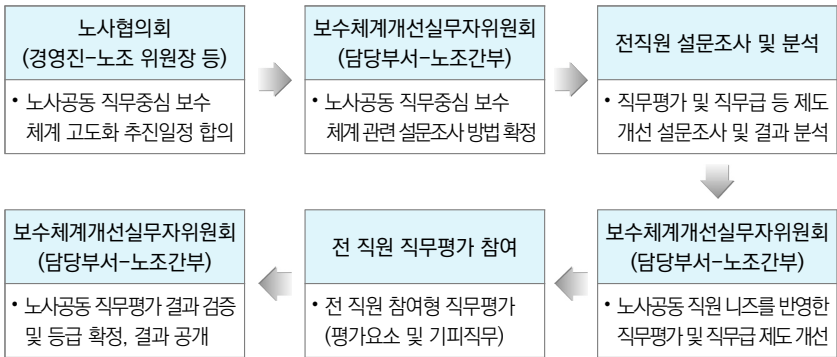 노사협의회
(경영진-노조 위원장 등)
• 노사공동 직무중심 보수
체계 고도화 추진일정 합의
보수체계개선실무자위원회
(담당부서-노조간부)
• 노사공동 직무중심 보수
체계 관련 설문조사 방법 확정
전직원 설문조사 및 분석
• 직무평가 및 직무급 등 제도
개선 설문조사 및 결과 분석
보수체계개선실무자위원회
(담당부서-노조간부)
• 노사공동 직원 니즈를 반영한
직무평가 및 직무급 제도 개선
전 직원 직무평가 참여
• 전 직원 참여형 직무평가
(평가요소 및 기피직무)
보수체계개선실무자위원회
(담당부서-노조간부)
• 노사공동 직무평가 결과 검증
및 등급 확정, 결과 공개